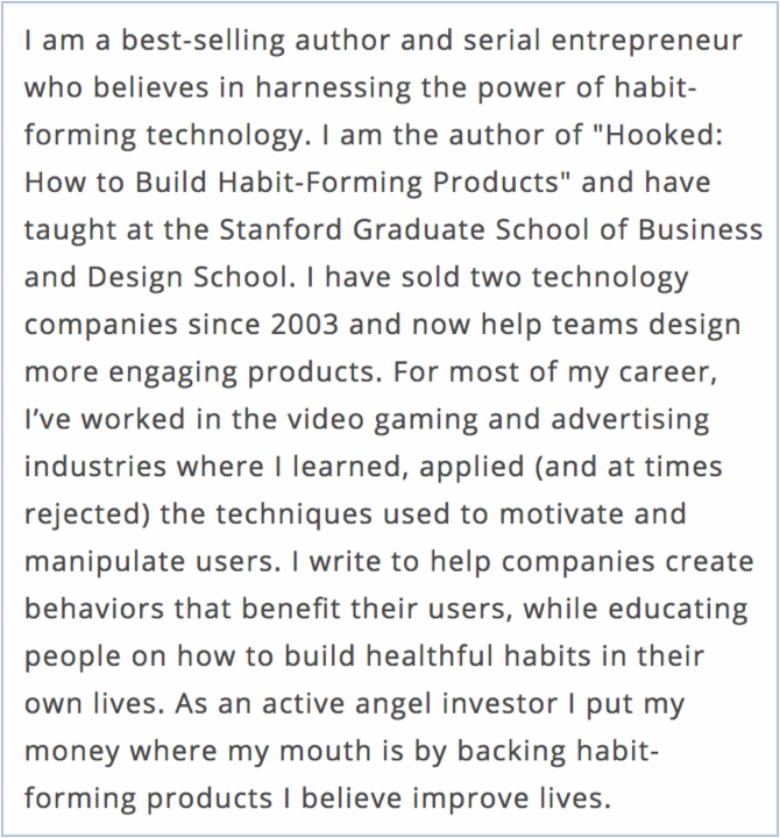 I am a best-selling author and serial entrepreneur
who believes in harnessing the power of habit-
forming technology. I am the author of "Hooked:
How to Build Habit-Forming Products" and have
taught at the Stanford Graduate School of Business
and Design School. I have sold two technology
companies since 2003 and now help teams design
more engaging products. For most of my career,
I’ve worked in the video gaming and advertising
industries where I learned, applied (and at times
rejected) the techniques used to motivate and
manipulate users. I write to help companies create
behaviors that benefit their users, while educating
people on how to build healthful habits in their
own lives. As an active angel investor I put my
money where my mouth is by backing habit-
forming products I believe improve lives.